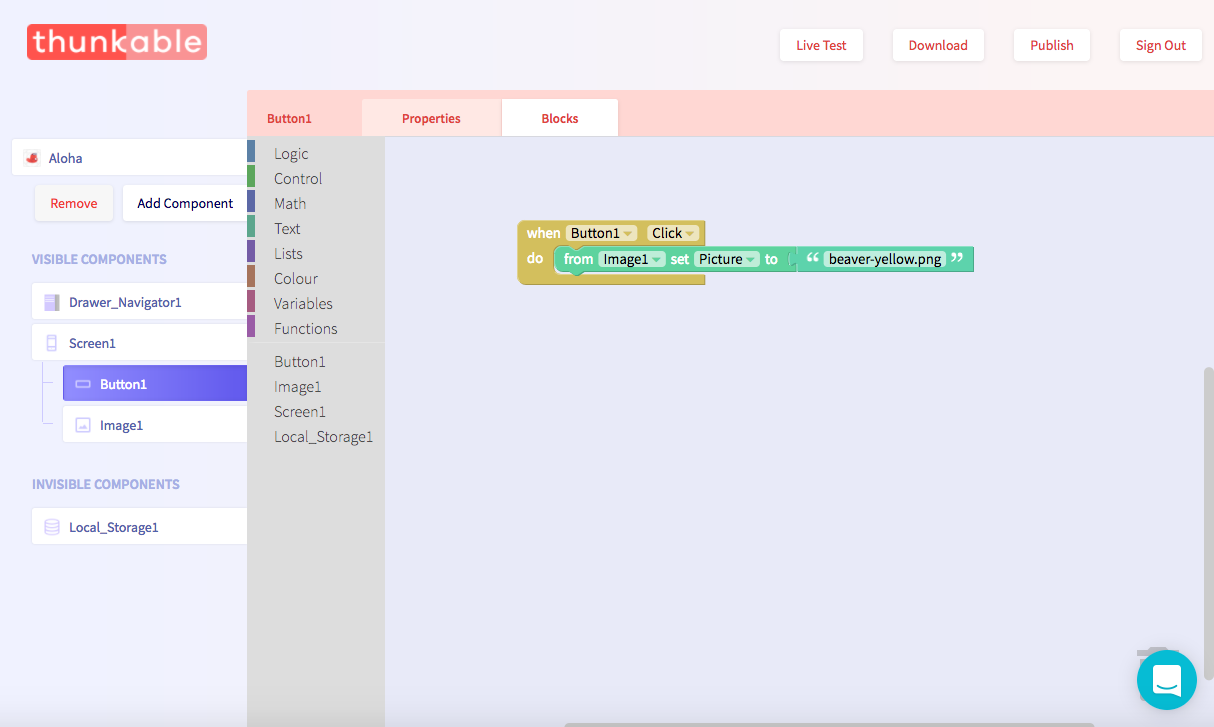 thunkable
Live Test
Download
Publish
Sign Out
Button1
Properties
Blocks
Aloha
Remove
Add Component
VISIBLE COMPONENTS
Drawer_Navigator1
Screen1
Button1
Image1
INVISIBLE COMPONENTS
Local_Storage1
Logic
Control
Math
Text
Lists
Colour
Variables
Functions
Button1
Image1
Screen1
Local_Storage1
when Button1 Click
do from Image1 set Picture to “ beaver-yellow.png ”